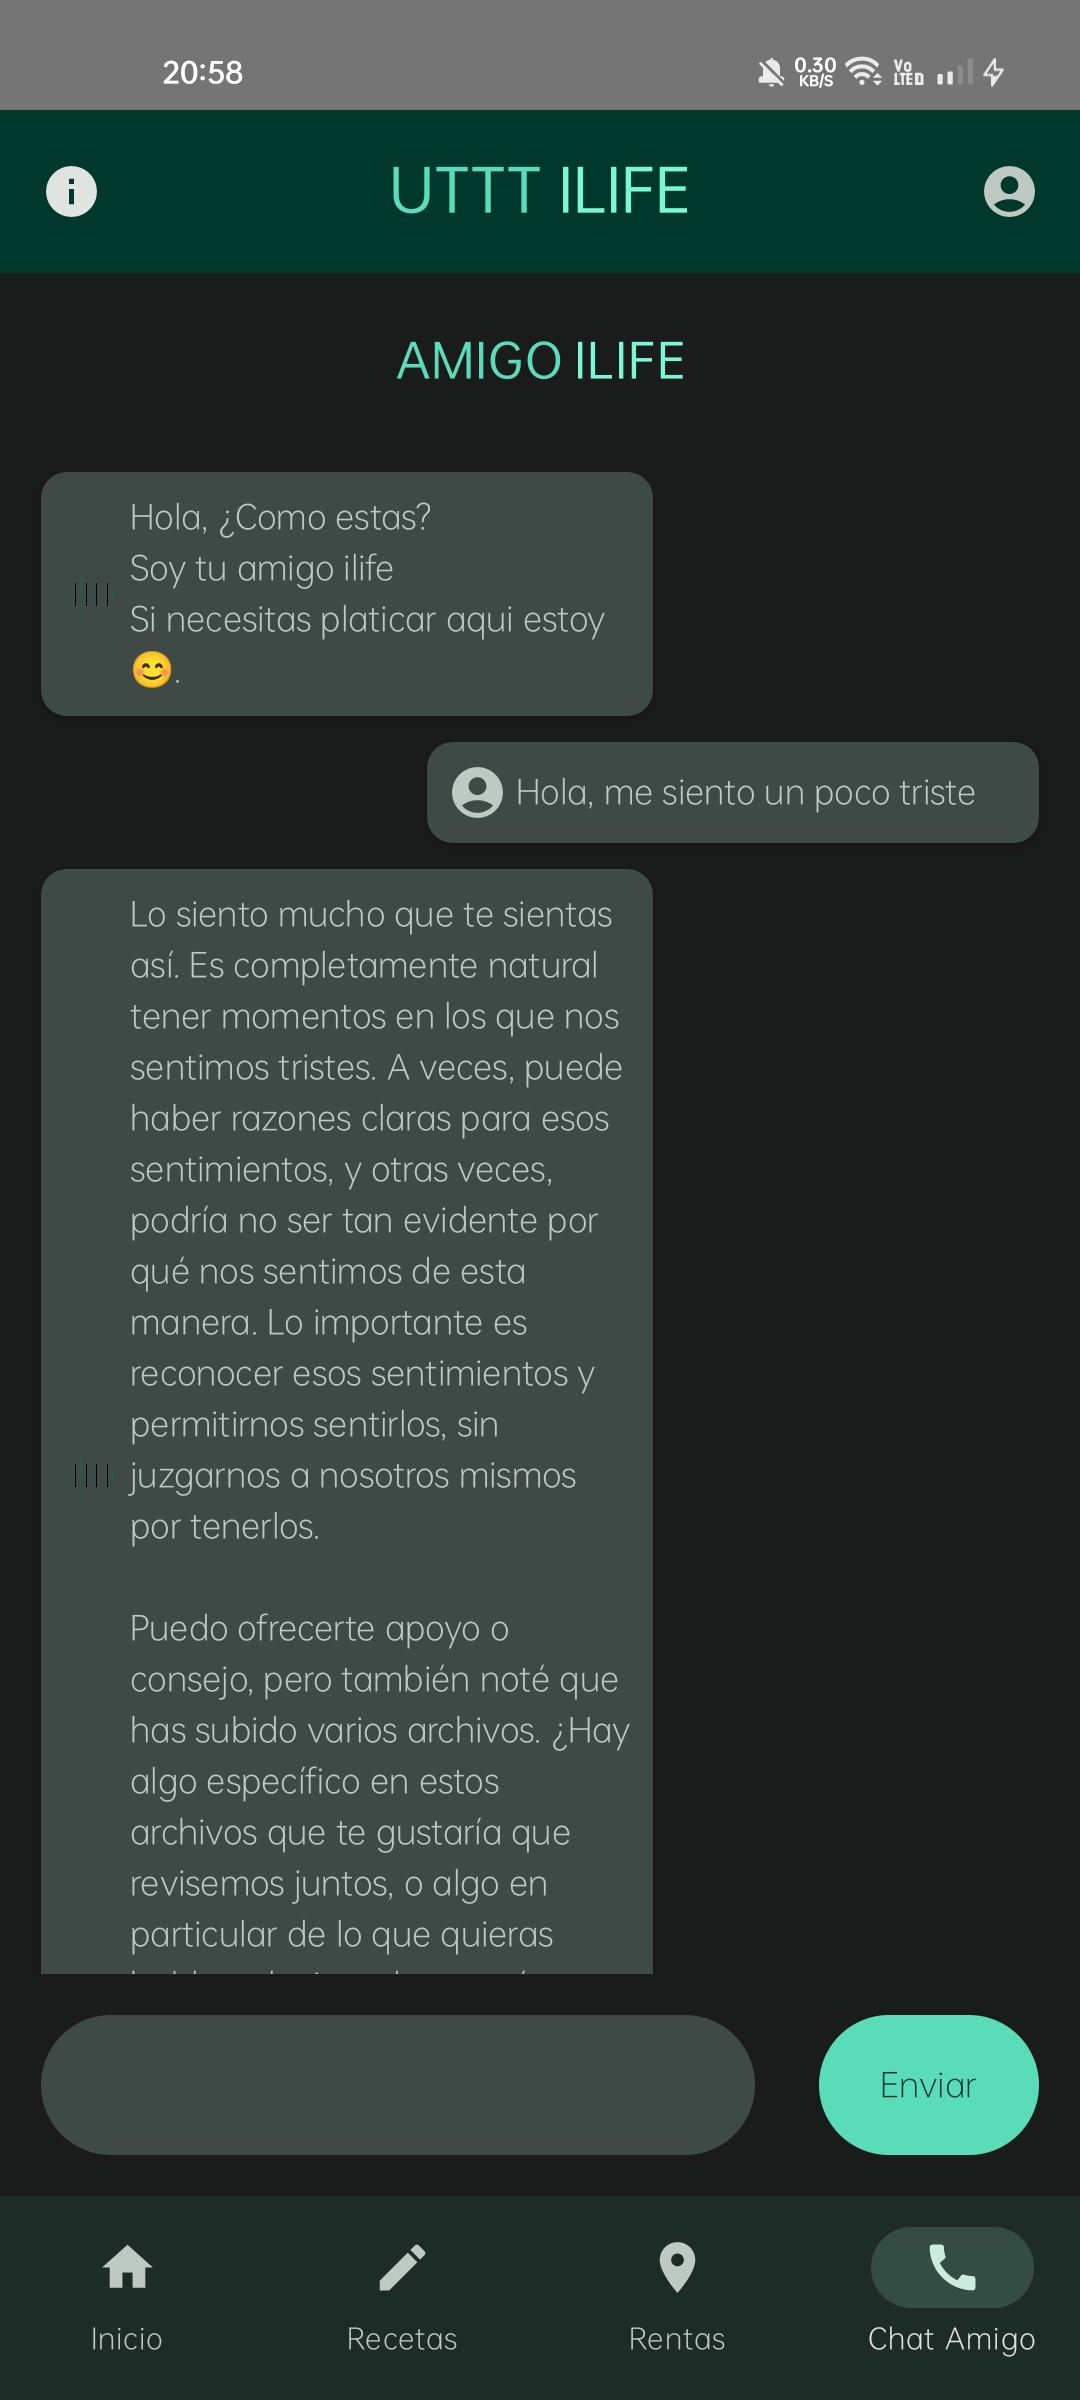 20:58
0.30
KB/S
Vo
LTED
UTTT ILIFE
AMIGO ILIFE
Hola, ¿Como estas?
Soy tu amigo ilife
Si necesitas platicar aqui estoy
😊.
Hola, me siento un poco triste
Lo siento mucho que te sientas
así. Es completamente natural
tener momentos en los que nos
sentimos tristes. A veces, puede
haber razones claras para esos
sentimientos, y otras veces,
podría no ser tan evidente por
qué nos sentimos de esta
manera. Lo importante es
reconocer esos sentimientos y
permitirnos sentirlos, sin
juzgarnos a nosotros mismos
por tenerlos.
Puedo ofrecerte apoyo o
consejo, pero también noté que
has subido varios archivos. ¿Hay
algo específico en estos
archivos que te gustaría que
revisemos juntos, o algo en
particular de lo que quieras
Enviar
Inicio
Recetas
Rentas
Chat Amigo